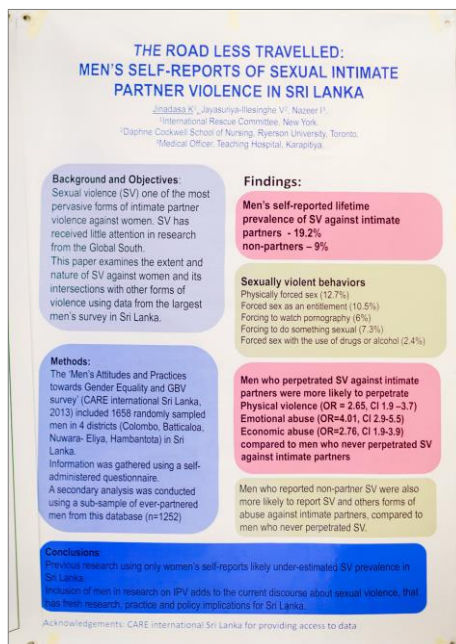 THE ROAD LESS TRAVELLED:
MEN'S SELF-REPORTS OF SEXUAL INTIMATE
PARTNER VIOLENCE IN SRI LANKA
Jinadasa K¹, Jayasuriya-Illesinghe V², Nazeer I³.
¹International Rescue Committee, New York.
²Daphne Cockwell School of Nursing, Ryerson University, Toronto.
³Medical Officer, Teaching Hospital, Karapitiya.
Background and Objectives:
Sexual violence (SV) one of the most
pervasive forms of intimate partner
violence against women. SV has
received little attention in research
from the Global South.
This paper examines the extent and
nature of SV against women and its
intersections with other forms of
violence using data from the largest
men's survey in Sri Lanka.
Methods:
The 'Men's Attitudes and Practices
towards Gender Equality and GBV
survey' (CARE international Sri Lanka,
2013) included 1658 randomly sampled
men in 4 districts (Colombo, Batticaloa,
Nuwara- Eliya, Hambantota) in Sri
Lanka.
Information was gathered using a self-
administered questionnaire.
A secondary analysis was conducted
using a sub-sample of ever-partnered
men from this database (n=1252)
Findings:
Men's self-reported lifetime
prevalence of SV against intimate
partners - 19.2%
non-partners – 9%
Sexually violent behaviors
Physically forced sex (12.7%)
Forced sex as an entitlement (10.5%)
Forcing to watch pornography (6%)
Forcing to do something sexual (7.3%)
Forced sex with the use of drugs or alcohol (2.4%)
Men who perpetrated SV against intimate
partners were more likely to perpetrate
Physical violence (OR = 2.65, CI 1.9 –3.7)
Emotional abuse (OR=4.01, CI 2.9-5.5)
Economic abuse (OR=2.76, CI 1.9-3.9)
compared to men who never perpetrated SV
against intimate partners
Men who reported non-partner SV were also
more likely to report SV and others forms of
abuse against intimate partners, compared to
men who never perpetrated SV.
Conclusions:
Previous research using only women's self-reports likely under-estimated SV prevalence in
Sri Lanka.
Inclusion of men in research on IPV adds to the current discourse about sexual violence, that
has fresh research, practice and policy implications for Sri Lanka.
Acknowledgements: CARE international Sri Lanka for providing access to data